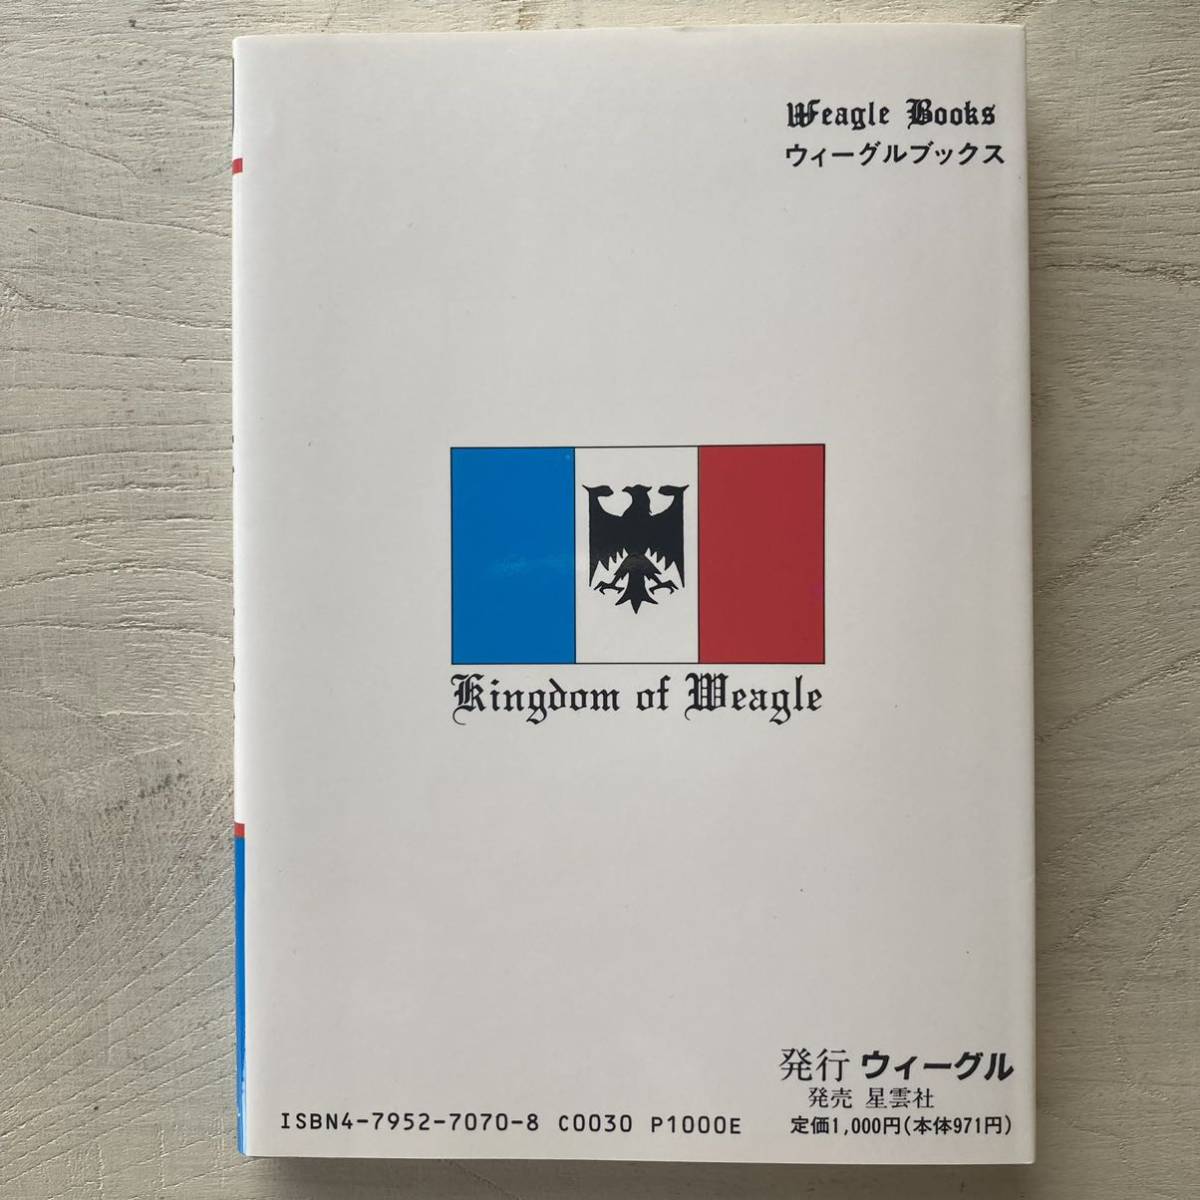 Weagle Books
ウィーグルブックス
Kingdom of Weagle
発行 ウィーグル
発売 星雲社
ISBN4-7952-7070-8 C0030 P1000E
定価1,000円(本体971円)